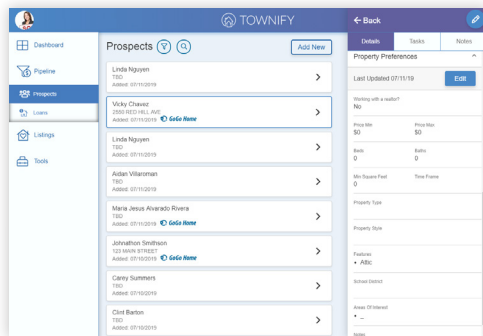 TOWNIFY
Dashboard
Pipeline
Prospects
Loans
Listings
Tools
Prospects
Add New
Linda Nguyen
TBD
Added: 07/11/2019
Vicky Chavez
2550 RED HILL AVE
Added: 07/11/2019 GoGo Home
Linda Nguyen
TBD
Added: 07/11/2019
Aidan Villaroman
TBD
Added: 07/11/2019
Maria Jesus Alvarado Rivera
TBD
Added: 07/11/2019 GoGo Home
Johnathon Smithson
123 MAIN STREET
Added: 07/10/2019 GoGo Home
Carey Summers
TBD
Added: 07/10/2019
Clint Barton
TBD
Added: 07/10/2019
Back
Details Tasks Notes
Property Preferences
Last Updated 07/11/19 Edit
Working with a realtor?
No
Price Min Price Max
$0 $0
Beds Baths
0 0
Min Square Feet Time Frame
0
Property Type
Property Style
Features
• Attic
School District
Areas Of Interest
• _
Notes